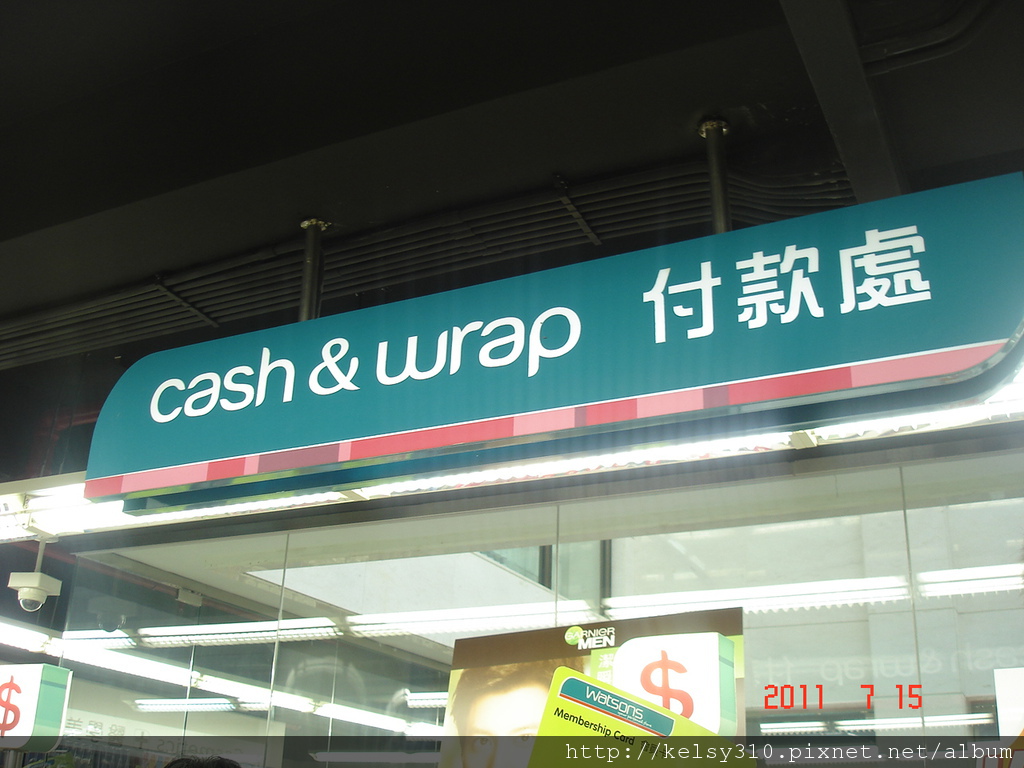 cash & wrap 付款處
GARNIER
MEN
$
$
Watsons
Membership Card
2011 7 15
http://kelsy310.pixnet.net/album